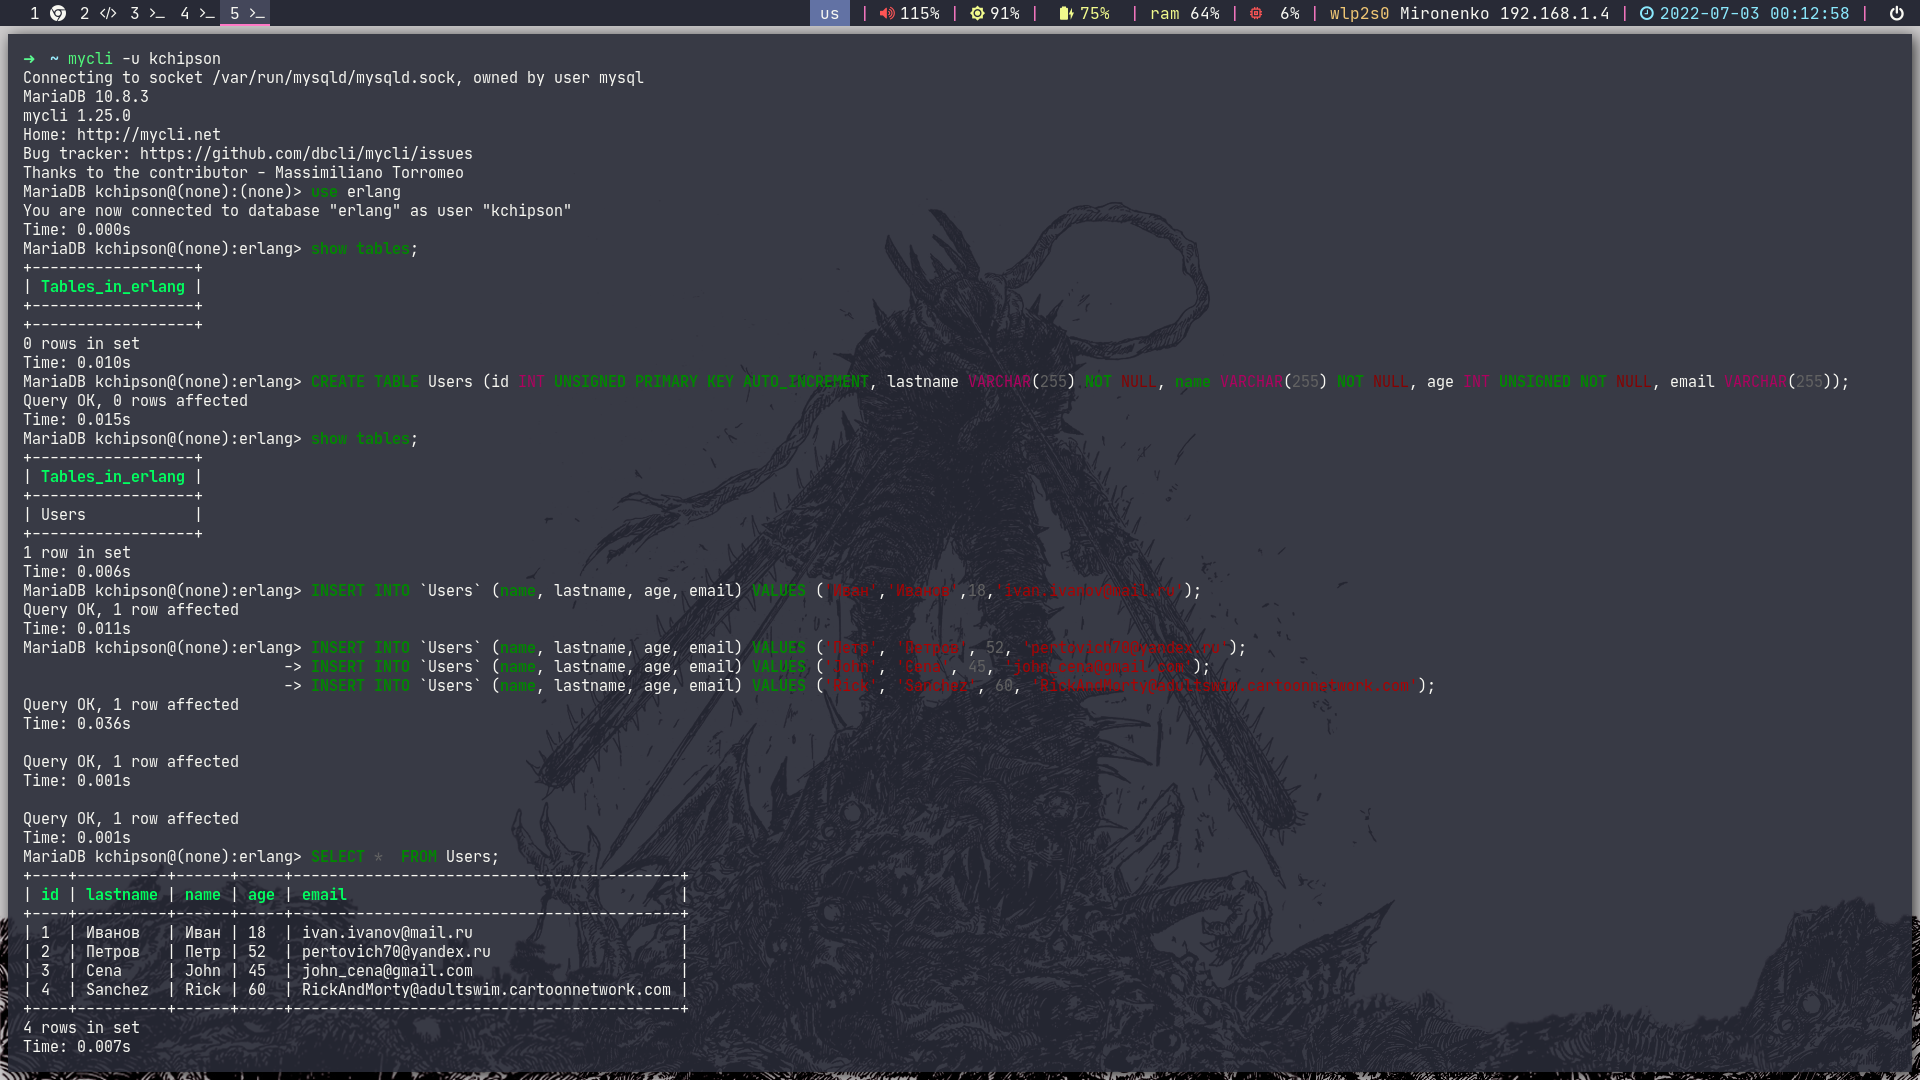 1 2 </> 3 >_ 4 >_ 5 >_ us | 115% | 91% | 75% | ram 64% | 6% | wlp2s0 Mironenko 192.168.1.4 | 2022-07-03 00:12:58 |
→ ~ mycli -u kchipson
Connecting to socket /var/run/mysqld/mysqld.sock, owned by user mysql
MariaDB 10.8.3
mycli 1.25.0
Home: http://mycli.net
Bug tracker: https://github.com/dbcli/mycli/issues
Thanks to the contributor - Massimiliano Torromeo
MariaDB kchipson@(none):(none)> use erlang
You are now connected to database "erlang" as user "kchipson"
Time: 0.000s
MariaDB kchipson@(none):erlang> show tables;
+------------------+
| Tables_in_erlang |
+------------------+
+------------------+
0 rows in set
Time: 0.010s
MariaDB kchipson@(none):erlang> CREATE TABLE Users (id INT UNSIGNED PRIMARY KEY AUTO_INCREMENT, lastname VARCHAR(255) NOT NULL, name VARCHAR(255) NOT NULL, age INT UNSIGNED NOT NULL, email VARCHAR(255));
Query OK, 0 rows affected
Time: 0.015s
MariaDB kchipson@(none):erlang> show tables;
+------------------+
| Tables_in_erlang |
+------------------+
| Users            |
+------------------+
1 row in set
Time: 0.006s
MariaDB kchipson@(none):erlang> INSERT INTO `Users` (name, lastname, age, email) VALUES ('Иван','Иванов',18,'ivan.ivanov@mail.ru');
Query OK, 1 row affected
Time: 0.011s
MariaDB kchipson@(none):erlang> INSERT INTO `Users` (name, lastname, age, email) VALUES ('Петр', 'Петров', 52, 'pertovich70@yandex.ru');
-> INSERT INTO `Users` (name, lastname, age, email) VALUES ('John', 'Cena', 45, 'john_cena@gmail.com');
-> INSERT INTO `Users` (name, lastname, age, email) VALUES ('Rick', 'Sanchez', 60, 'RickAndMorty@adultswim.cartoonnetwork.com');
Query OK, 1 row affected
Time: 0.036s
Query OK, 1 row affected
Time: 0.001s
Query OK, 1 row affected
Time: 0.001s
MariaDB kchipson@(none):erlang> SELECT *  FROM Users;
+----+----------+------+-----+-------------------------------------------+
| id | lastname | name | age | email                                     |
+----+----------+------+-----+-------------------------------------------+
| 1  | Иванов   | Иван | 18  | ivan.ivanov@mail.ru                       |
| 2  | Петров   | Петр | 52  | pertovich70@yandex.ru                     |
| 3  | Cena     | John | 45  | john_cena@gmail.com                       |
| 4  | Sanchez  | Rick | 60  | RickAndMorty@adultswim.cartoonnetwork.com |
+----+----------+------+-----+-------------------------------------------+
4 rows in set
Time: 0.007s